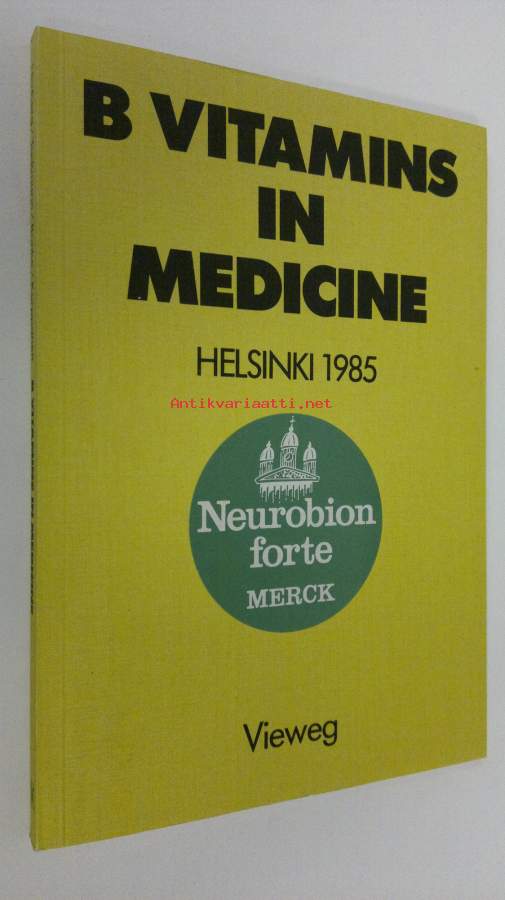 B VITAMINS
IN
MEDICINE
HELSINKI 1985
Antikvariaatti.net
Neurobion
forte
MERCK
Vieweg